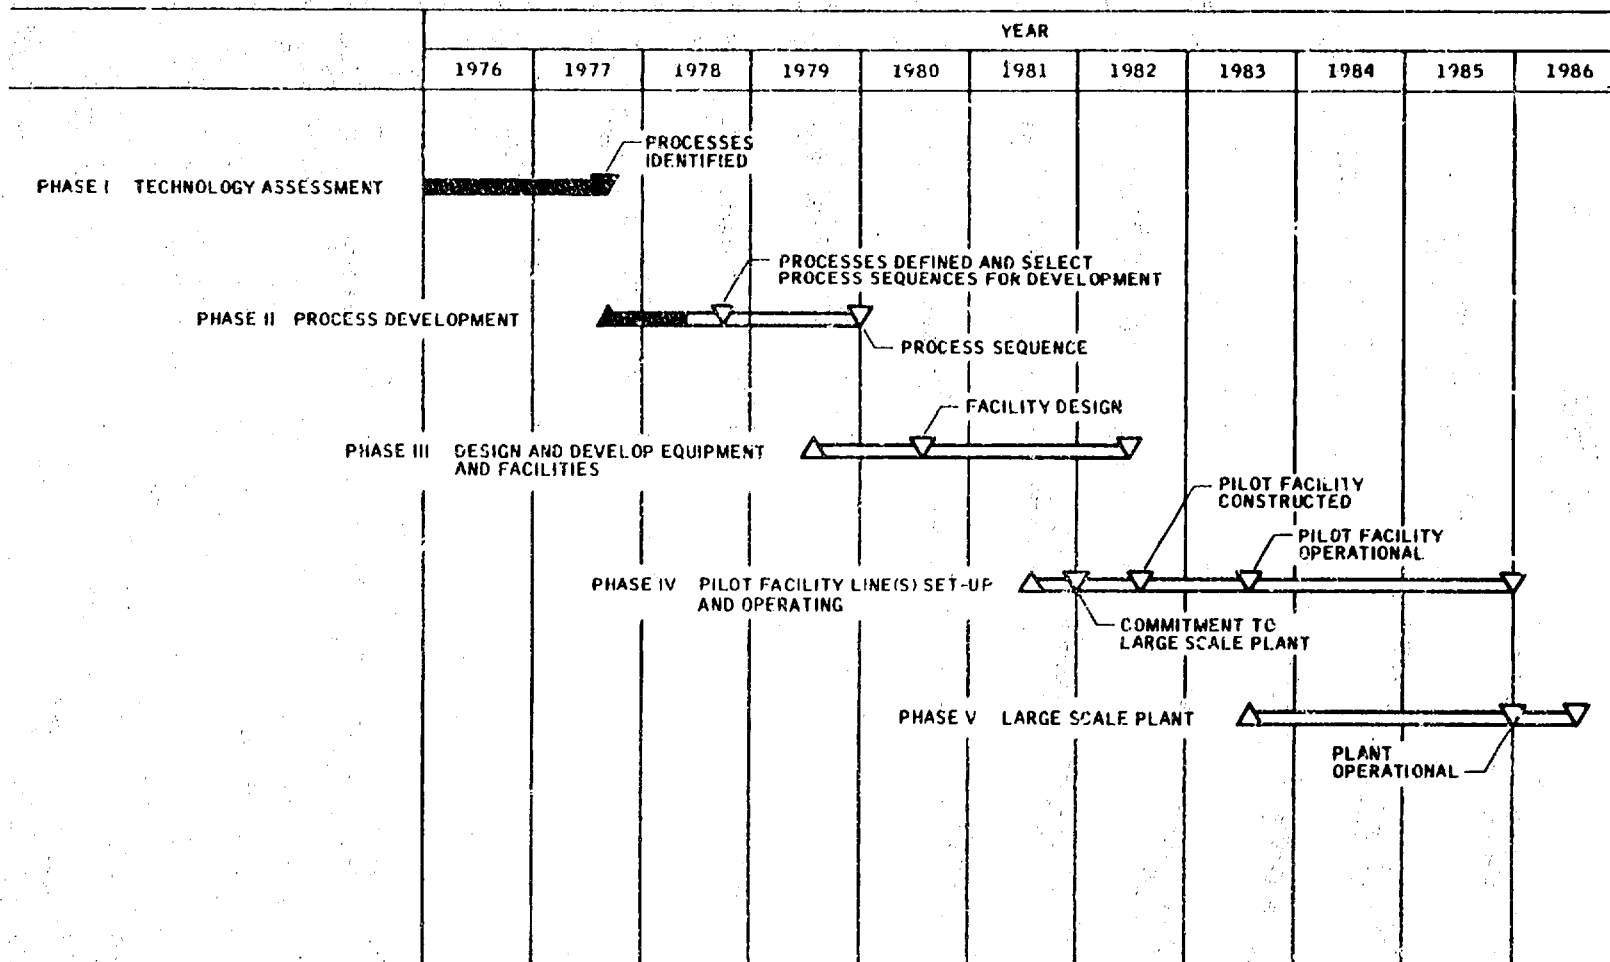 YEAR
1976 1977 1978 1979 1980 1981 1982 1983 1984 1985 1986
PROCESSES
IDENTIFIED
PHASE I TECHNOLOGY ASSESSMENT
PROCESSES DEFINED AND SELECT
PROCESS SEQUENCES FOR DEVELOPMENT
PHASE II PROCESS DEVELOPMENT
PROCESS SEQUENCE
FACILITY DESIGN
PHASE III DESIGN AND DEVELOP EQUIPMENT
AND FACILITIES
PILOT FACILITY
CONSTRUCTED
PILOT FACILITY
OPERATIONAL
PHASE IV PILOT FACILITY LINE(S) SET-UP
AND OPERATING
COMMITMENT TO
LARGE SCALE PLANT
PHASE V LARGE SCALE PLANT
PLANT
OPERATIONAL